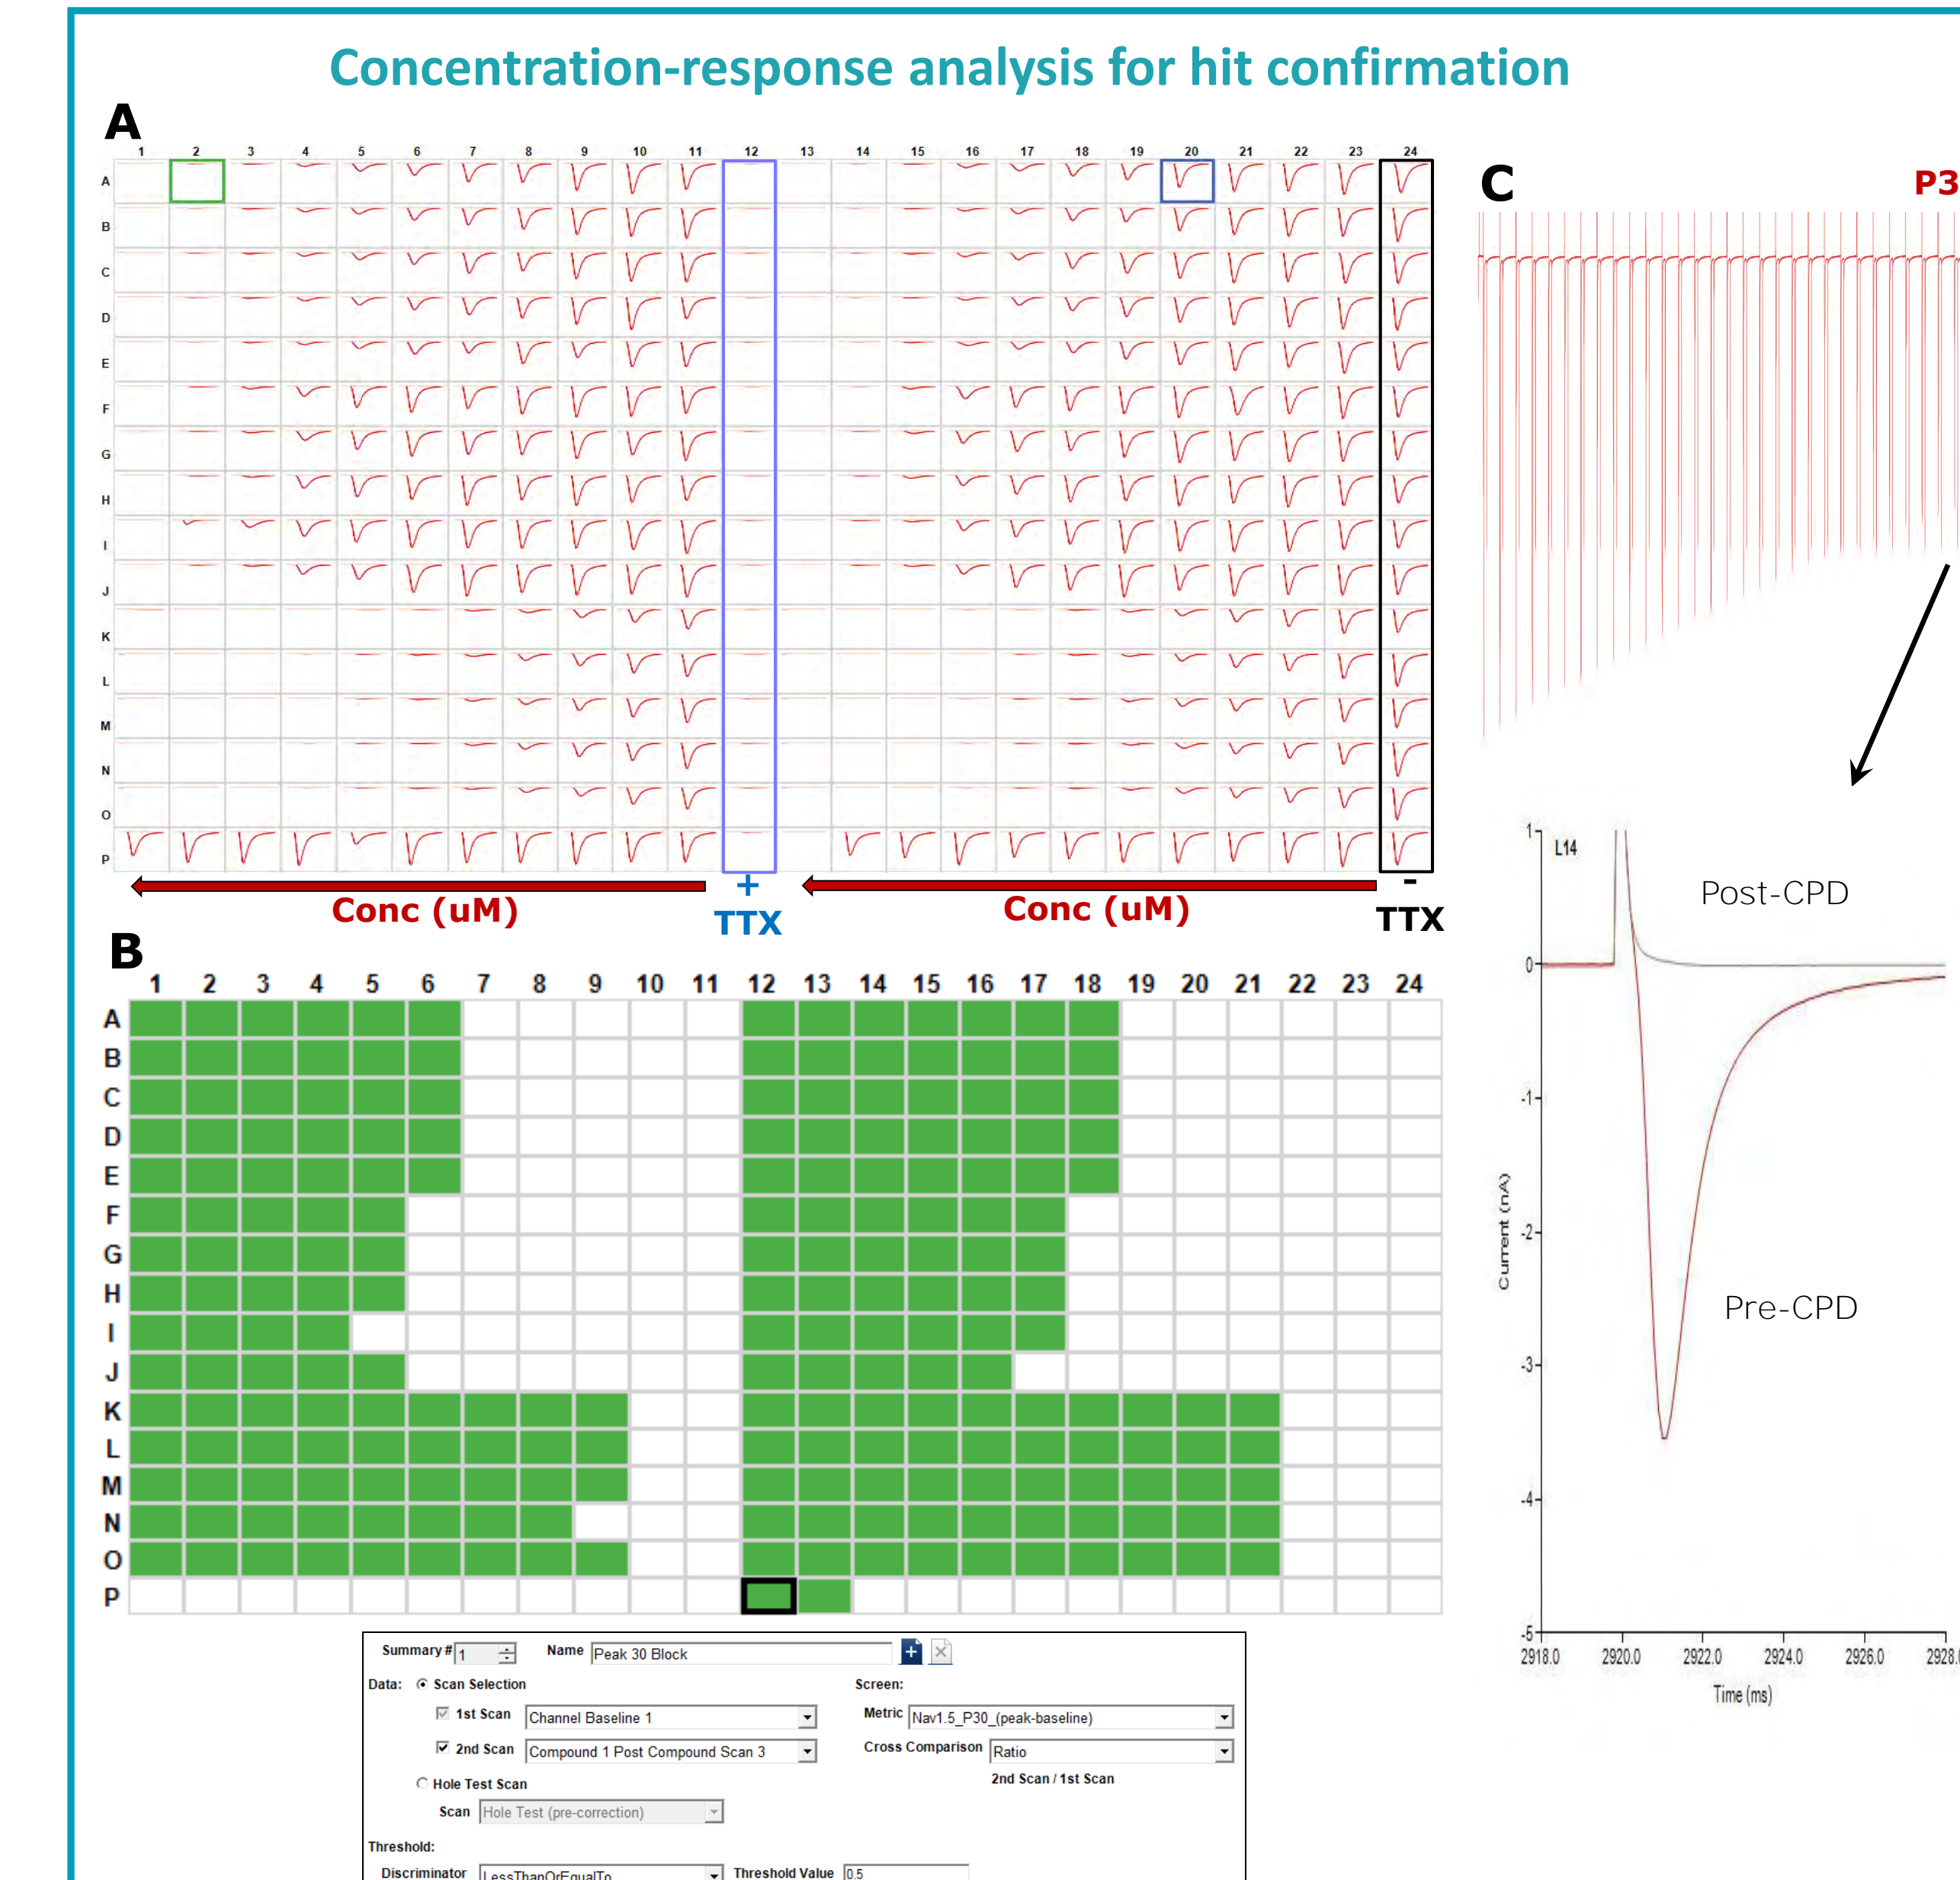 Concentration-response analysis for hit confirmation
A
1 2 3 4 5 6 7 8 9 10 11 12 13 14 15 16 17 18 19 20 21 22 23 24
A
B
C
D
E
F
G
H
I
J
K
L
M
N
O
P
Conc (uM)
+
TTX
Conc (uM)
-
TTX
B
1 2 3 4 5 6 7 8 9 10 11 12 13 14 15 16 17 18 19 20 21 22 23 24
A
B
C
D
E
F
G
H
I
J
K
L
M
N
O
P
Summary # 1 Name Peak 30 Block
Data: Scan Selection Screen:
1st Scan Channel Baseline 1 Metric Nav1.5_P30_(peak-baseline)
2nd Scan Compound 1 Post Compound Scan 3 Cross Comparison Ratio
Hole Test Scan 2nd Scan / 1st Scan
Scan Hole Test (pre-correction)
Threshold:
Discriminator LessThanOrEqualTo Threshold Value 0.5
C
P3
L14
Post-CPD
Pre-CPD
Current (nA)
1
0
-1
-2
-3
-4
-5
2918.0 2920.0 2922.0 2924.0 2926.0 2928.0
Time (ms)